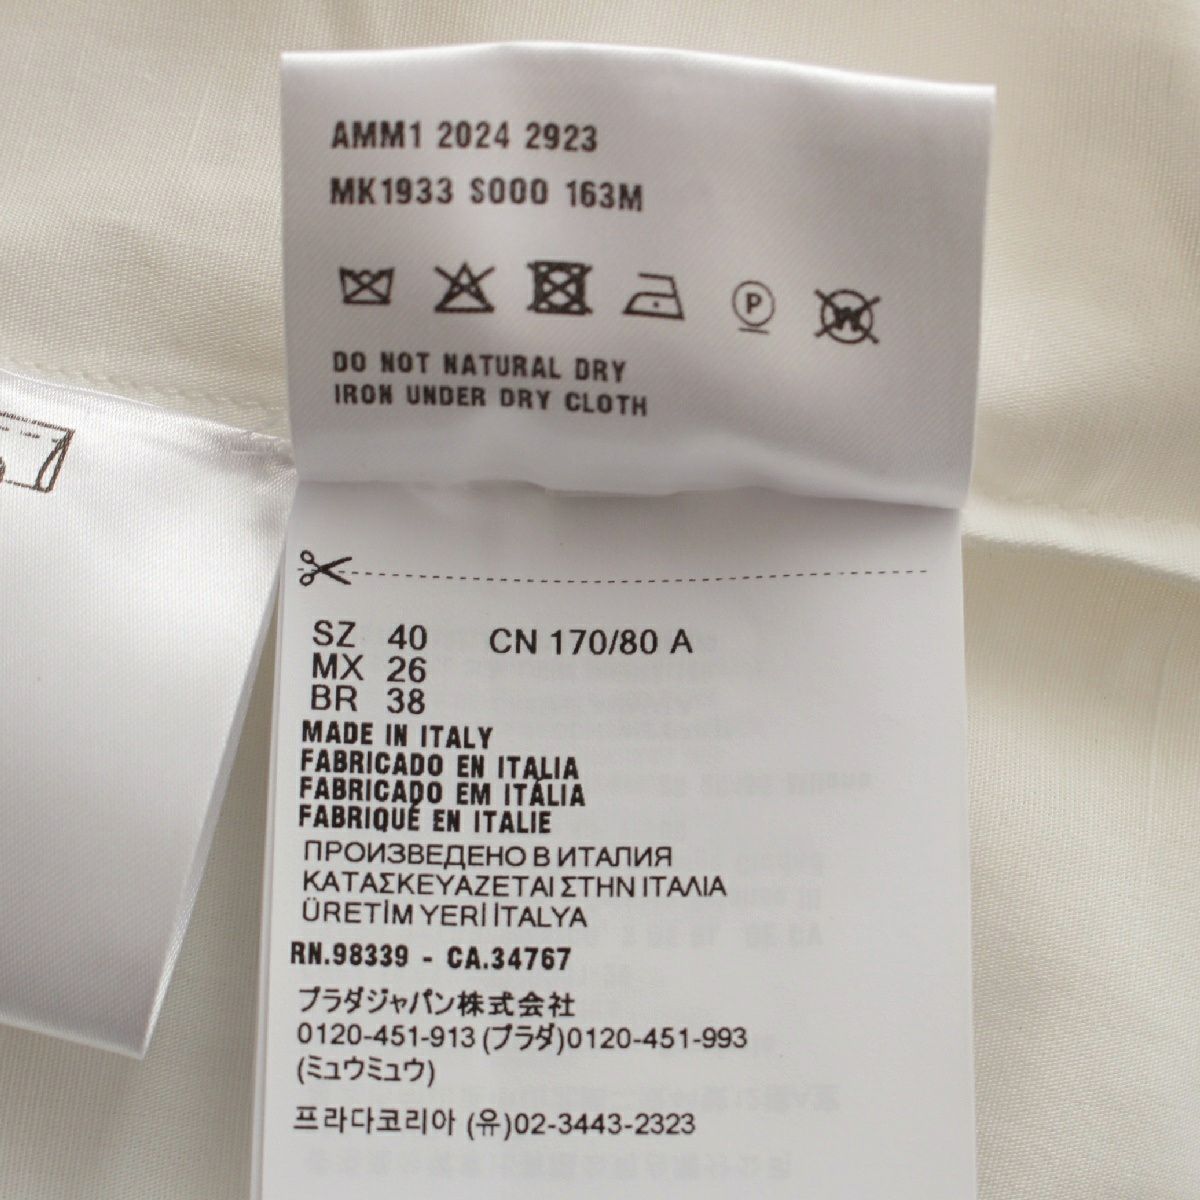 AMM1 2024 2923
MK1933 S000 163M
P
W
DO NOT NATURAL DRY
IRON UNDER DRY CLOTH
SZ 40 CN 170/80 A
MX 26
BR 38
MADE IN ITALY
FABRICADO EN ITALIA
FABRICADO EM ITÁLIA
FABRIQUÉ EN ITALIE
ПРОИЗВЕДЕНО В ИТАЛИЯ
ΚΑΤΑΣΚΕΥΑΖΕΤΑΙ ΣΤΗΝ ΙΤΑΛΙΑ
ÜRETİM YERİ İTALYA
RN.98339 - CA.34767
プラダジャパン株式会社
0120-451-913 (プラダ)0120-451-993
(ミュウミュウ)
프라다코리아 (유)02-3443-2323